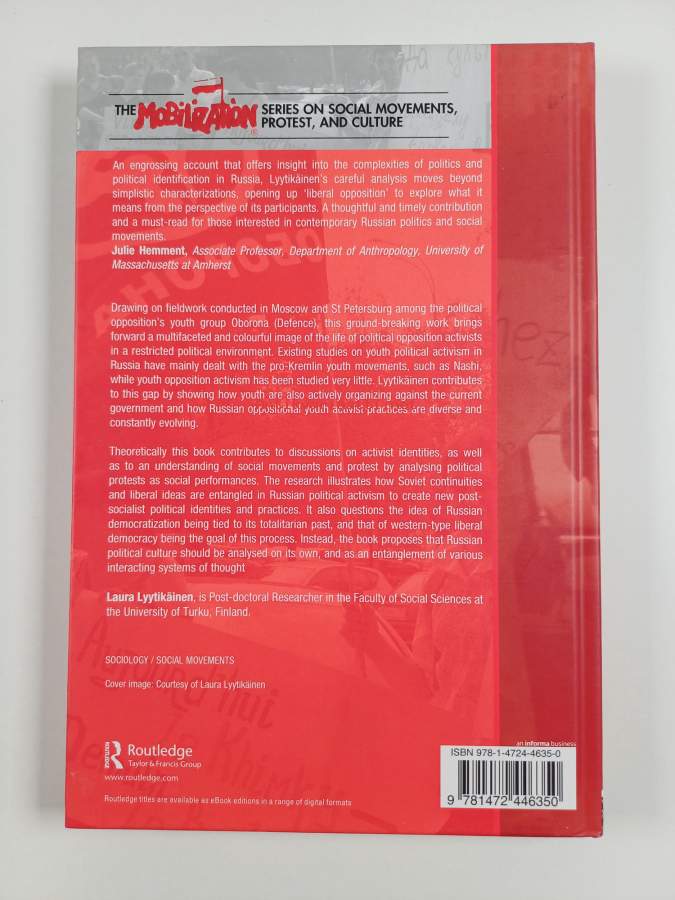 THE MOBILIZATION SERIES ON SOCIAL MOVEMENTS,
PROTEST, AND CULTURE
An engrossing account that offers insight into the complexities of politics and
political identification in Russia, Lyytikäinen's careful analysis moves beyond
simplistic characterizations, opening up 'liberal opposition' to explore what it
means from the perspective of its participants. A thoughtful and timely contribution
and a must-read for those interested in contemporary Russian politics and social
movements.
Julie Hemment, Associate Professor, Department of Anthropology, University of
Massachusetts at Amherst
Drawing on fieldwork conducted in Moscow and St Petersburg among the political
opposition's youth group Oborona (Defence), this ground-breaking work brings
forward a multifaceted and colourful image of the life of political opposition activists
in a restricted political environment. Existing studies on youth political activism in
Russia have mainly dealt with the pro-Kremlin youth movements, such as Nashi,
while youth opposition activism has been studied very little. Lyytikäinen contributes
to this gap by showing how youth are also actively organizing against the current
government and how Russian oppositional youth activist practices are diverse and
constantly evolving.
Theoretically this book contributes to discussions on activist identities, as well
as to an understanding of social movements and protest by analysing political
protests as social performances. The research illustrates how Soviet continuities
and liberal ideas are entangled in Russian political activism to create new post-
socialist political identities and practices. It also questions the idea of Russian
democratization being tied to its totalitarian past, and that of western-type liberal
democracy being the goal of this process. Instead, the book proposes that Russian
political culture should be analysed on its own, and as an entanglement of various
interacting systems of thought
Laura Lyytikäinen, is Post-doctoral Researcher in the Faculty of Social Sciences at
the University of Turku, Finland.
SOCIOLOGY / SOCIAL MOVEMENTS
Cover image: Courtesy of Laura Lyytikäinen
ROUTLEDGE
Routledge
Taylor & Francis Group
www.routledge.com
Routledge titles are available as eBook editions in a range of digital formats
an informa business
ISBN 978-1-4724-4635-0
9 781472 446350